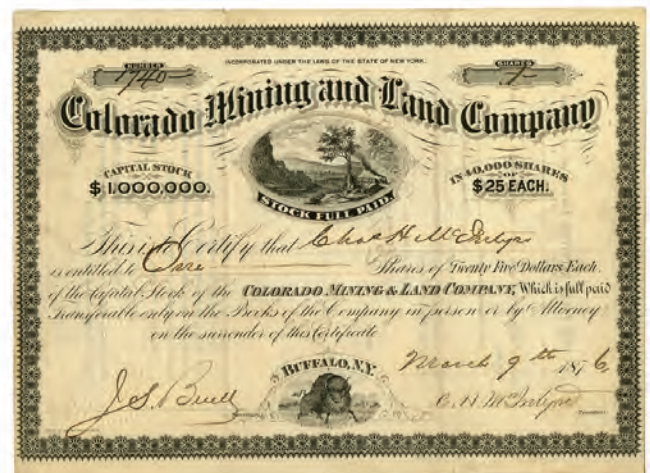 NUMBER
1740
INCORPORATED UNDER THE LAWS OF THE STATE OF NEW YORK.
SHARES
1
Colorado Mining and Land Company
CAPITAL STOCK
$1,000,000.
STOCK FULL PAID.
IN 40,000 SHARES
OF
$25 EACH.
This is to Certify that Chas H McIntyre
is entitled to One Shares of Twenty Five Dollars Each.
of the Capital Stock of the COLORADO MINING & LAND COMPANY, Which is full paid
Transferable only on the Books of the Company in person or by Attorney
on the surrender of this Certificate
BUFFALO, N.Y.
March 9th 1876.
J. S. Buell
C. H. McIntyre